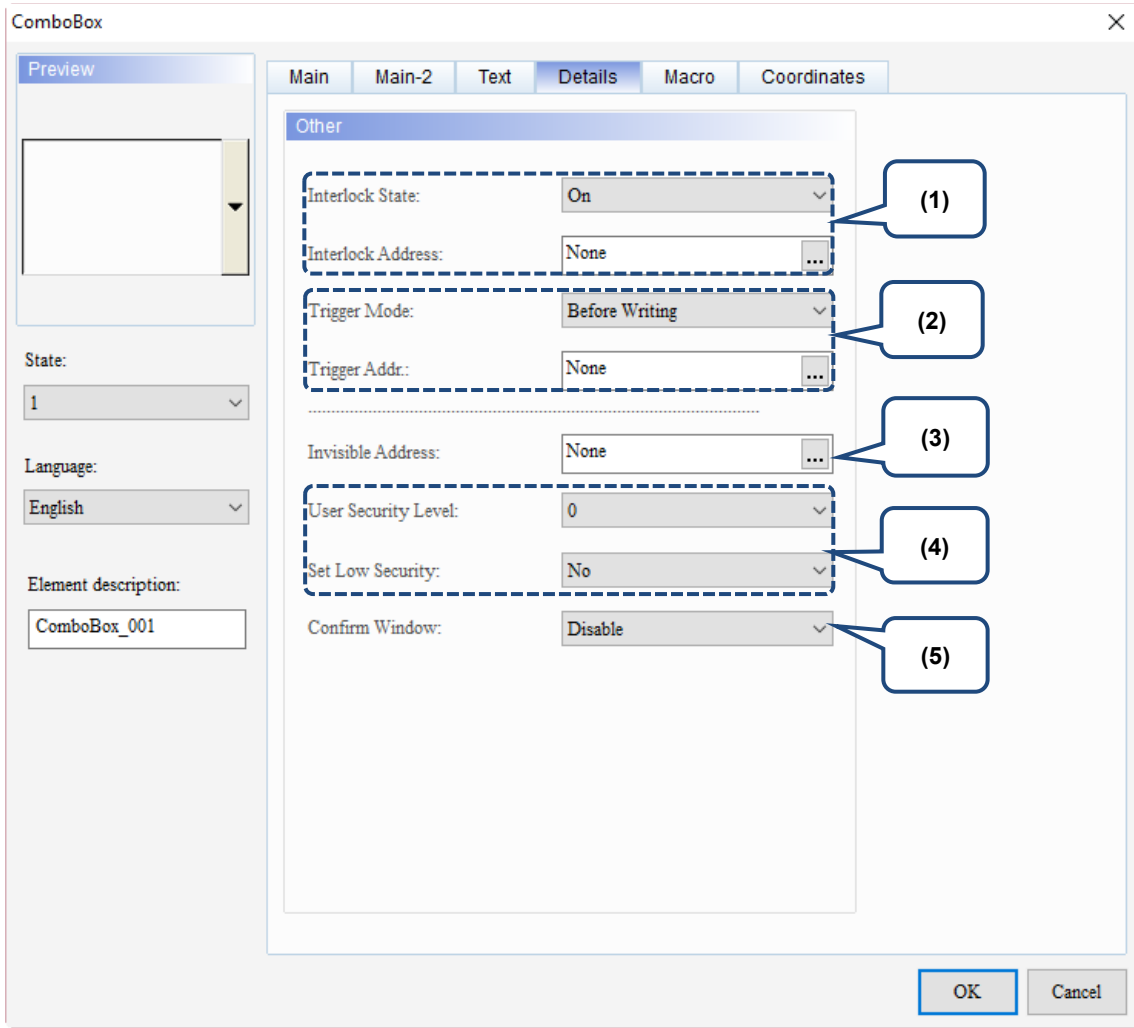 ComboBox
Preview
State:
1
Language:
English
Element description:
ComboBox_001
Main
Main-2
Text
Details
Macro
Coordinates
Other
Interlock State:
On
Interlock Address:
None
...
(1)
Trigger Mode:
Before Writing
Trigger Addr.:
None
...
(2)
Invisible Address:
None
...
(3)
User Security Level:
0
Set Low Security:
No
(4)
Confirm Window:
Disable
(5)
OK
Cancel